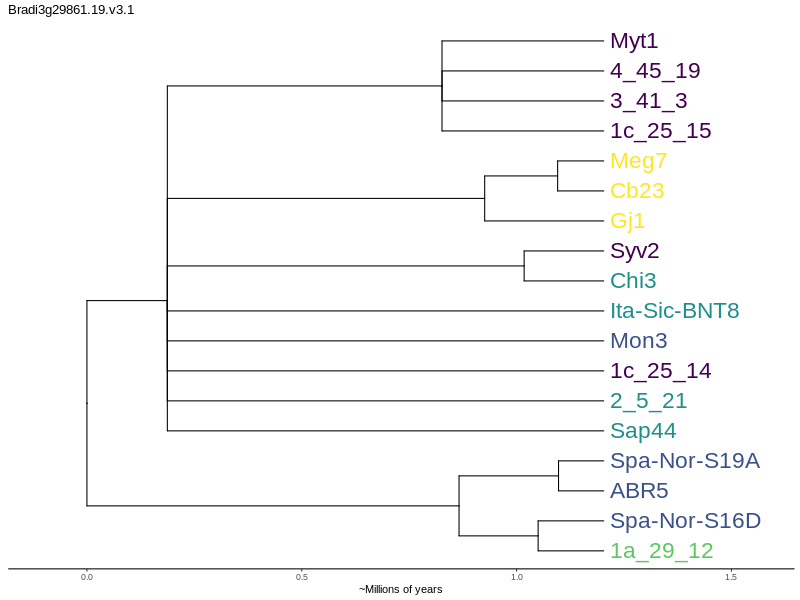 Bradi3g29861.19.v3.1
Myt1
4_45_19
3_41_3
1c_25_15
Meg7
Cb23
Gj1
Syv2
Chi3
Ita-Sic-BNT8
Mon3
1c_25_14
2_5_21
Sap44
Spa-Nor-S19A
ABR5
Spa-Nor-S16D
1a_29_12
0.0 0.5 1.0 1.5
~Millions of years